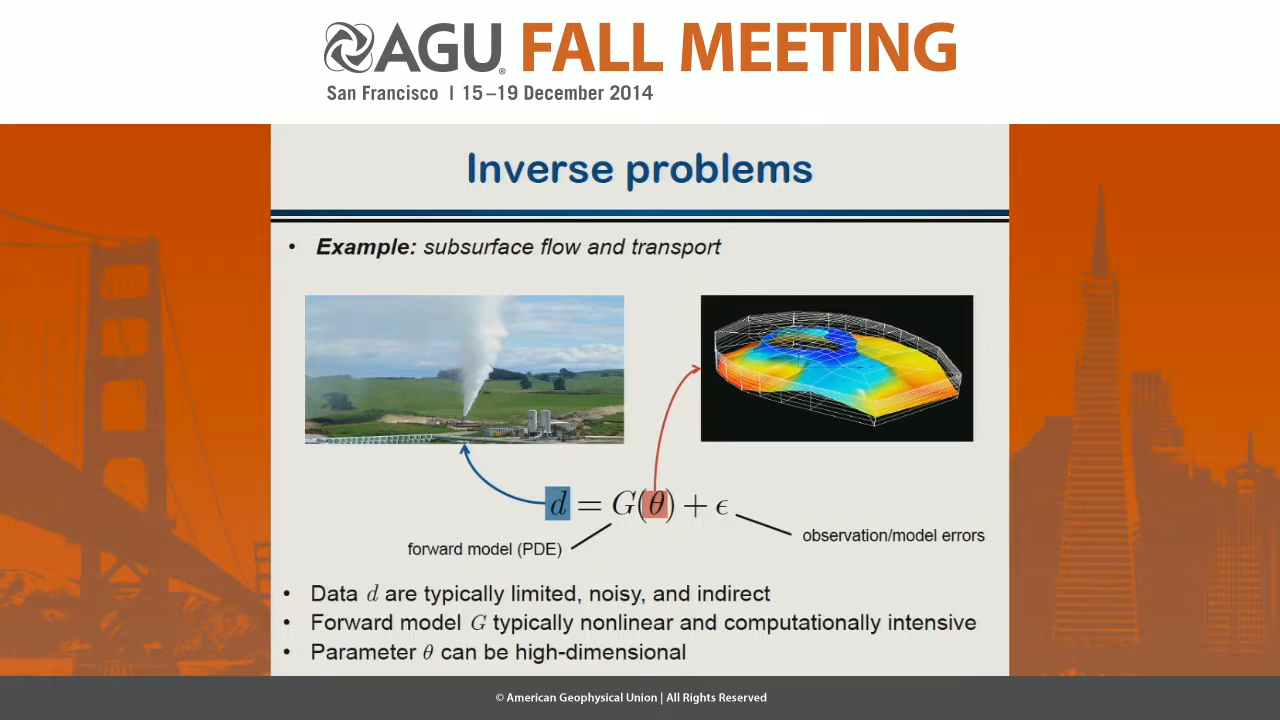 AGU® FALL MEETING
San Francisco | 15–19 December 2014
Inverse problems
• Example: subsurface flow and transport
d = G(θ) + ϵ
observation/model errors
forward model (PDE)
• Data d are typically limited, noisy, and indirect
• Forward model G typically nonlinear and computationally intensive
• Parameter θ can be high-dimensional
© American Geophysical Union | All Rights Reserved